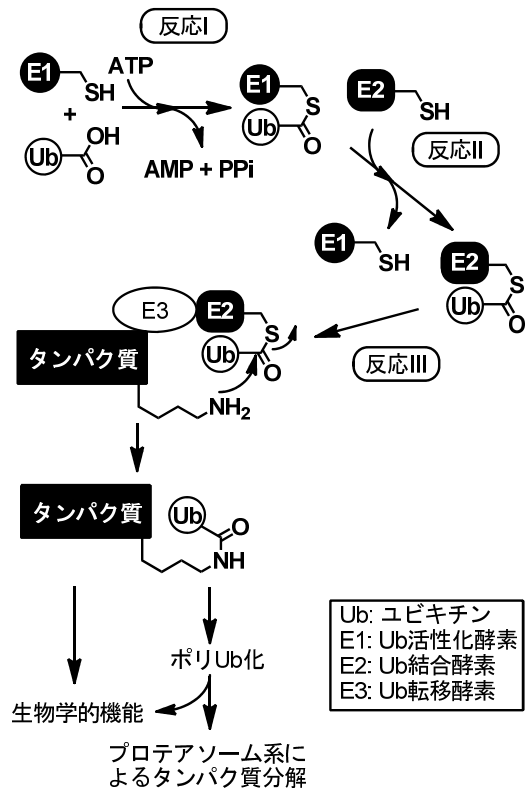 反応I
E1
SH
ATP
+
Ub
OH
O
AMP + PPi
E1
S
Ub
O
E2
SH
反応II
E1
SH
E2
S
Ub
O
反応III
E3
E2
S
Ub
O
タンパク質
NH2
タンパク質
Ub
O
NH
ポリUb化
生物学的機能
プロテアソーム系に
よるタンパク質分解
Ub: ユビキチン
E1: Ub活性化酵素
E2: Ub結合酵素
E3: Ub転移酵素